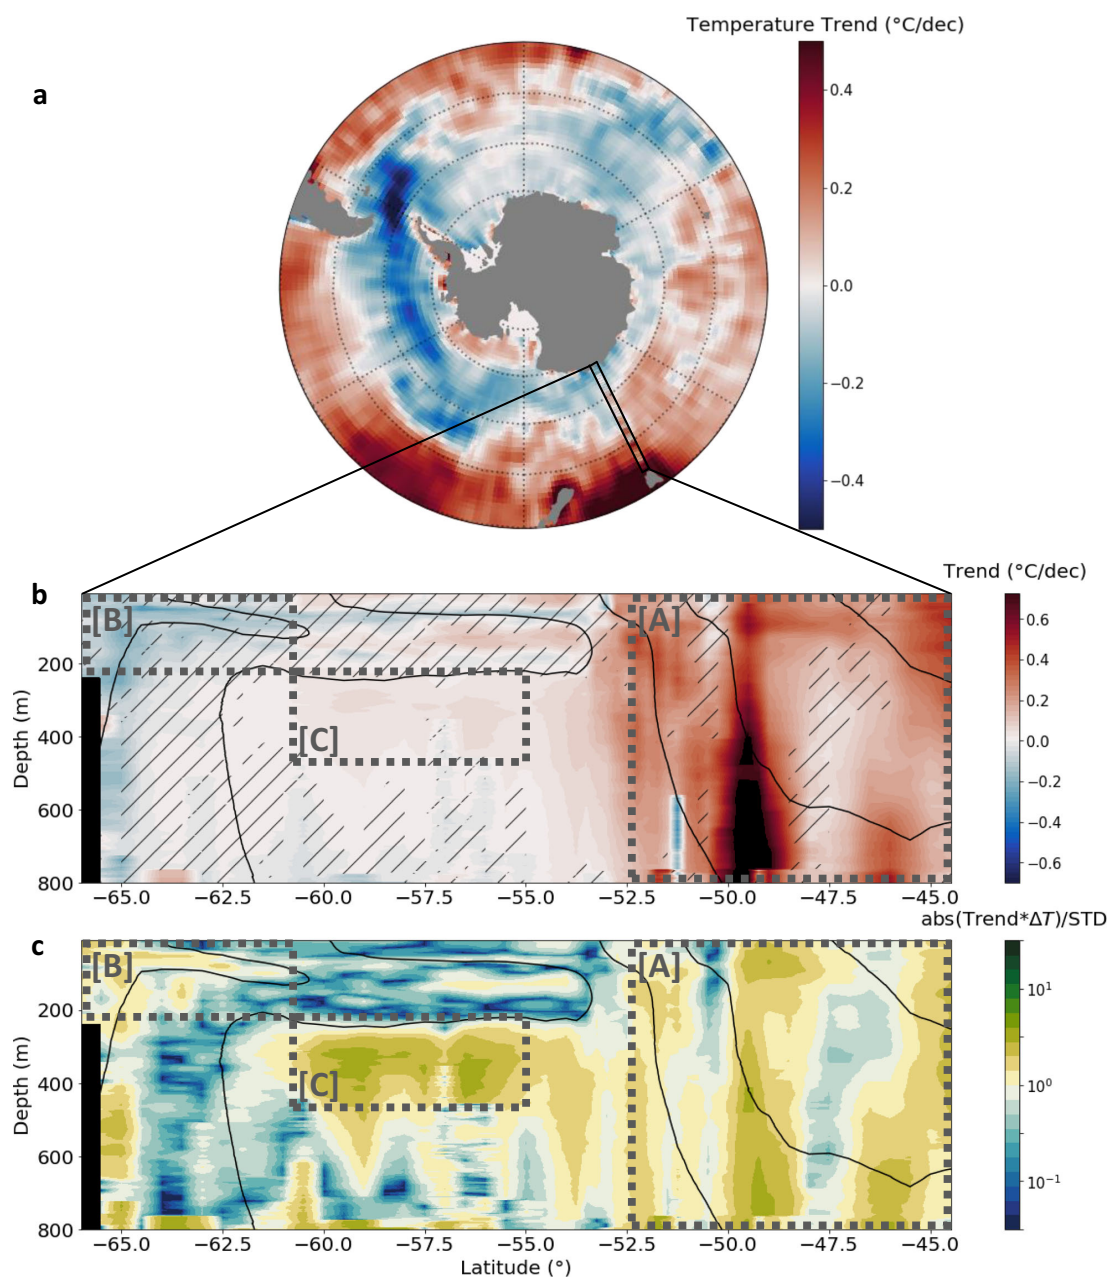 Temperature Trend (°C/dec)
a
0.4
0.2
0.0
−0.2
−0.4
b
Trend (°C/dec)
[B]
[A]
[C]
Depth (m)
200
400
600
800
−65.0 −62.5 −60.0 −57.5 −55.0 −52.5 −50.0 −47.5 −45.0
0.6
0.4
0.2
0.0
−0.2
−0.4
−0.6
c
abs(Trend*ΔT)/STD
[B]
[A]
[C]
Depth (m)
200
400
600
800
−65.0 −62.5 −60.0 −57.5 −55.0 −52.5 −50.0 −47.5 −45.0
Latitude (°)
10¹
10⁰
10⁻¹